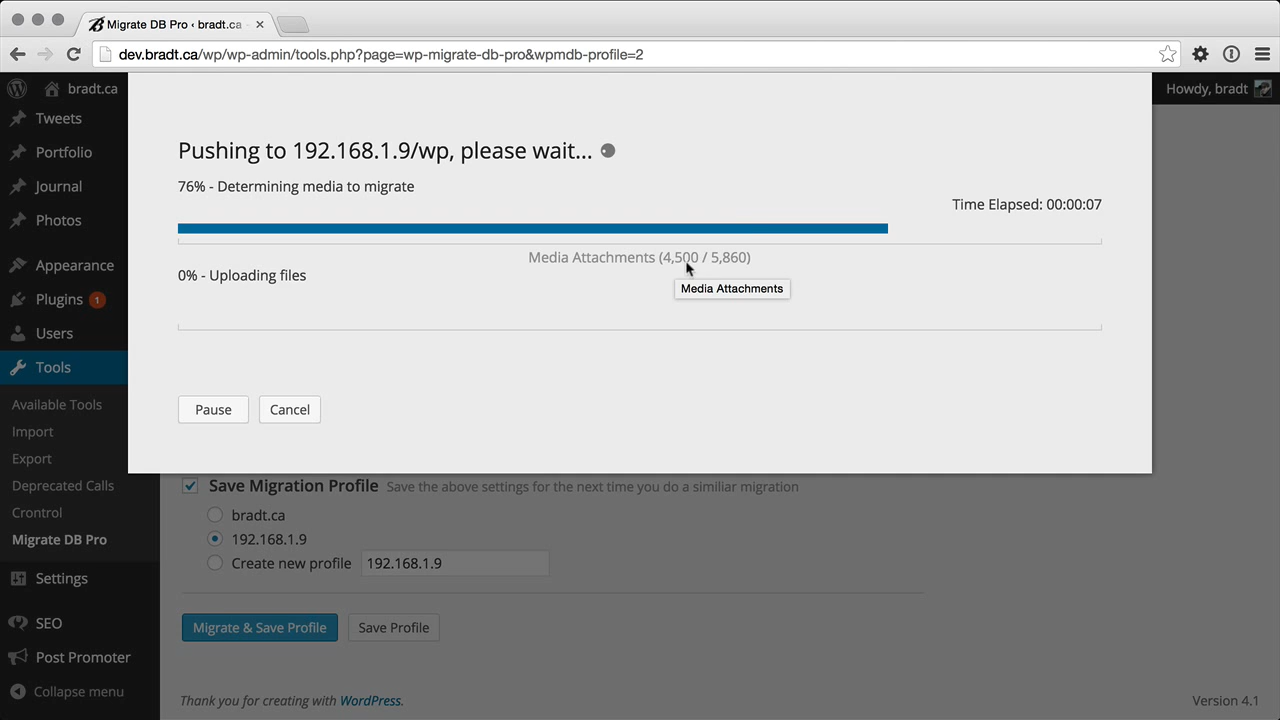 Migrate DB Pro ‹ bradt.ca
dev.bradt.ca/wp/wp-admin/tools.php?page=wp-migrate-db-pro&wpmdb-profile=2
bradt.ca
Howdy, bradt
Tweets
Portfolio
Journal
Photos
Appearance
Plugins 1
Users
Tools
Available Tools
Import
Export
Deprecated Calls
Crontrol
Migrate DB Pro
Settings
SEO
Post Promoter
Collapse menu
Pushing to 192.168.1.9/wp, please wait...
76% - Determining media to migrate
Time Elapsed: 00:00:07
Media Attachments (4,500 / 5,860)
Media Attachments
0% - Uploading files
Pause
Cancel
Save Migration Profile Save the above settings for the next time you do a similiar migration
bradt.ca
192.168.1.9
Create new profile 192.168.1.9
Migrate & Save Profile
Save Profile
Thank you for creating with WordPress.
Version 4.1